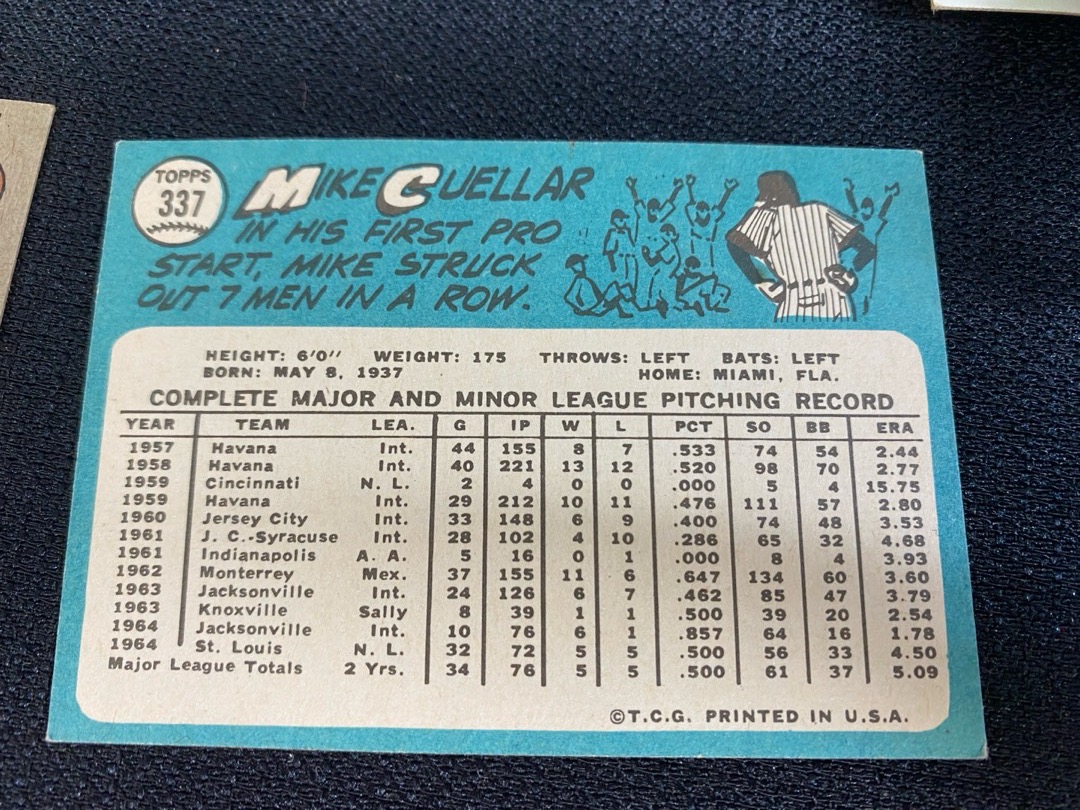 TOPPS
337
MIKE CUELLAR
IN HIS FIRST PRO
START, MIKE STRUCK
OUT 7 MEN IN A ROW.
HEIGHT: 6'0" WEIGHT: 175 THROWS: LEFT BATS: LEFT
BORN: MAY 8, 1937 HOME: MIAMI, FLA.
COMPLETE MAJOR AND MINOR LEAGUE PITCHING RECORD
YEAR TEAM LEA. G IP W L PCT SO BB ERA
1957 Havana Int. 44 155 8 7 .533 74 54 2.44
1958 Havana Int. 40 221 13 12 .520 98 70 2.77
1959 Cincinnati N. L. 2 4 0 0 .000 5 4 15.75
1959 Havana Int. 29 212 10 11 .476 111 57 2.80
1960 Jersey City Int. 33 148 6 9 .400 74 48 3.53
1961 J. C.-Syracuse Int. 28 102 4 10 .286 65 32 4.68
1961 Indianapolis A. A. 5 16 0 1 .000 8 4 3.93
1962 Monterrey Mex. 37 155 11 6 .647 134 60 3.60
1963 Jacksonville Int. 24 126 6 7 .462 85 47 3.79
1963 Knoxville Sally 8 39 1 1 .500 39 20 2.54
1964 Jacksonville Int. 10 76 6 1 .857 64 16 1.78
1964 St. Louis N. L. 32 72 5 5 .500 56 33 4.50
Major League Totals 2 Yrs. 34 76 5 5 .500 61 37 5.09
©T.C.G. PRINTED IN U.S.A.